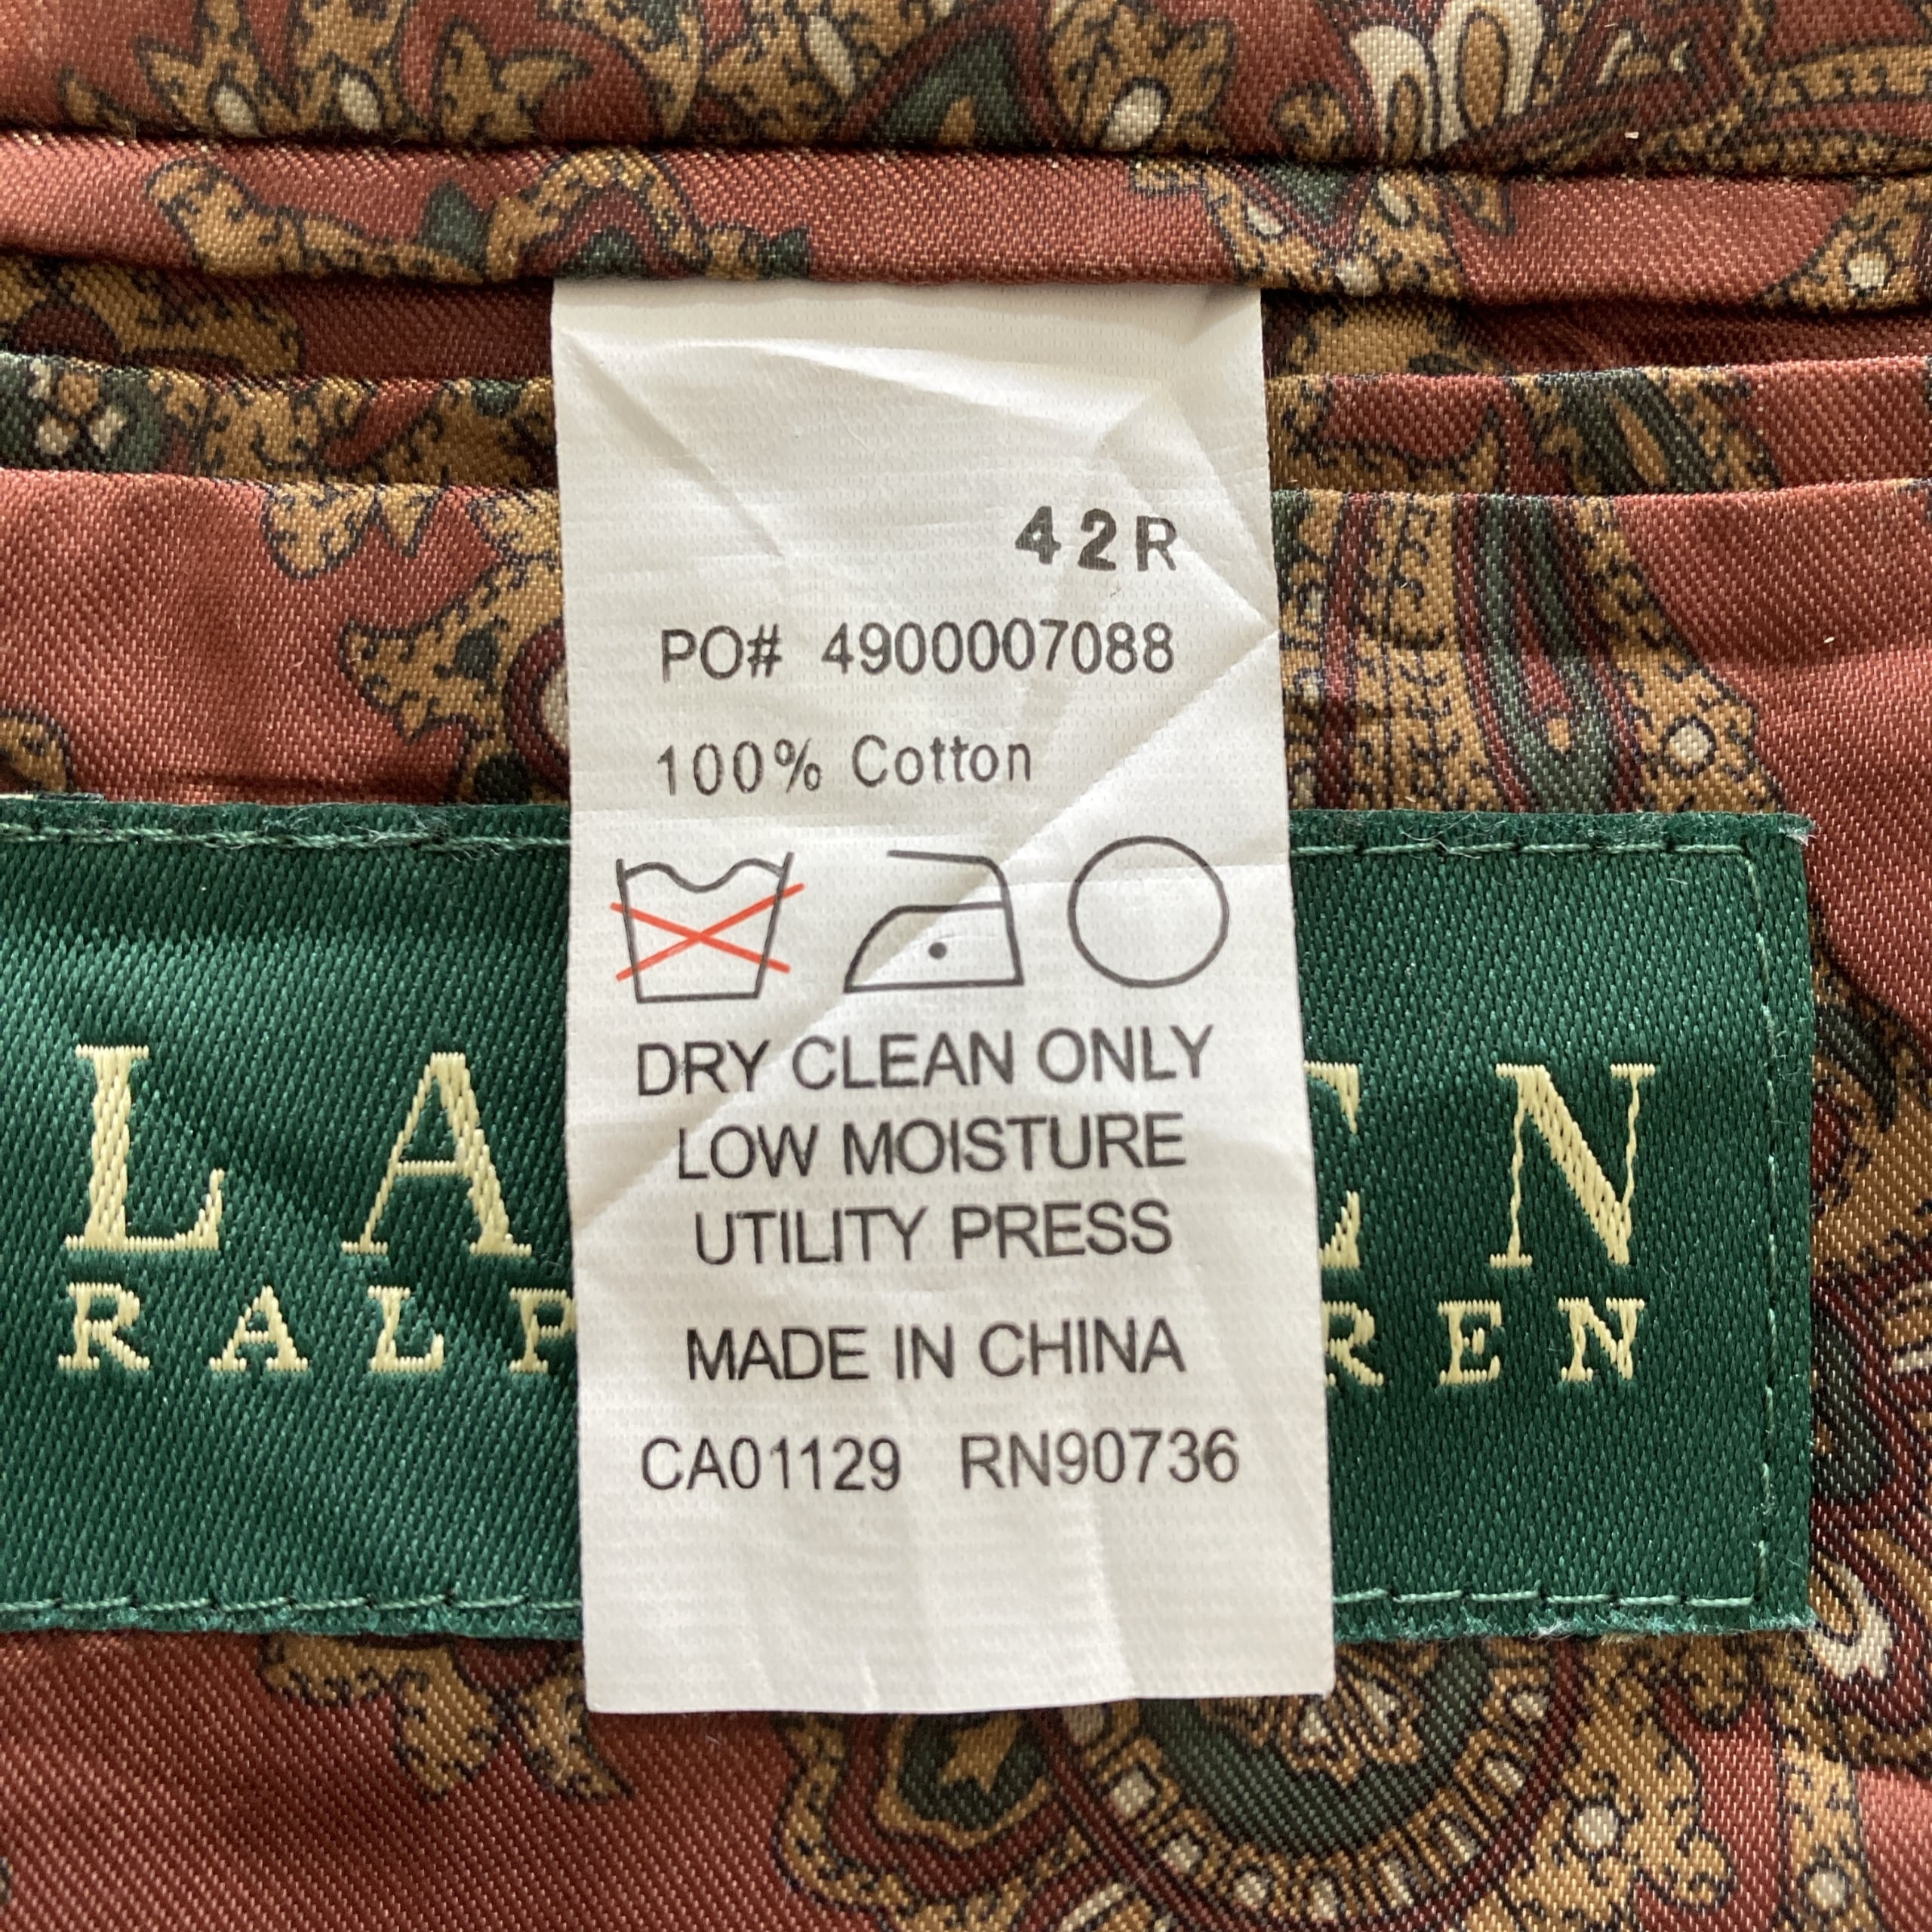 42R
PO# 4900007088
100% Cotton
DRY CLEAN ONLY
LOW MOISTURE
UTILITY PRESS
MADE IN CHINA
CA01129 RN90736
LA EN
RALP REN